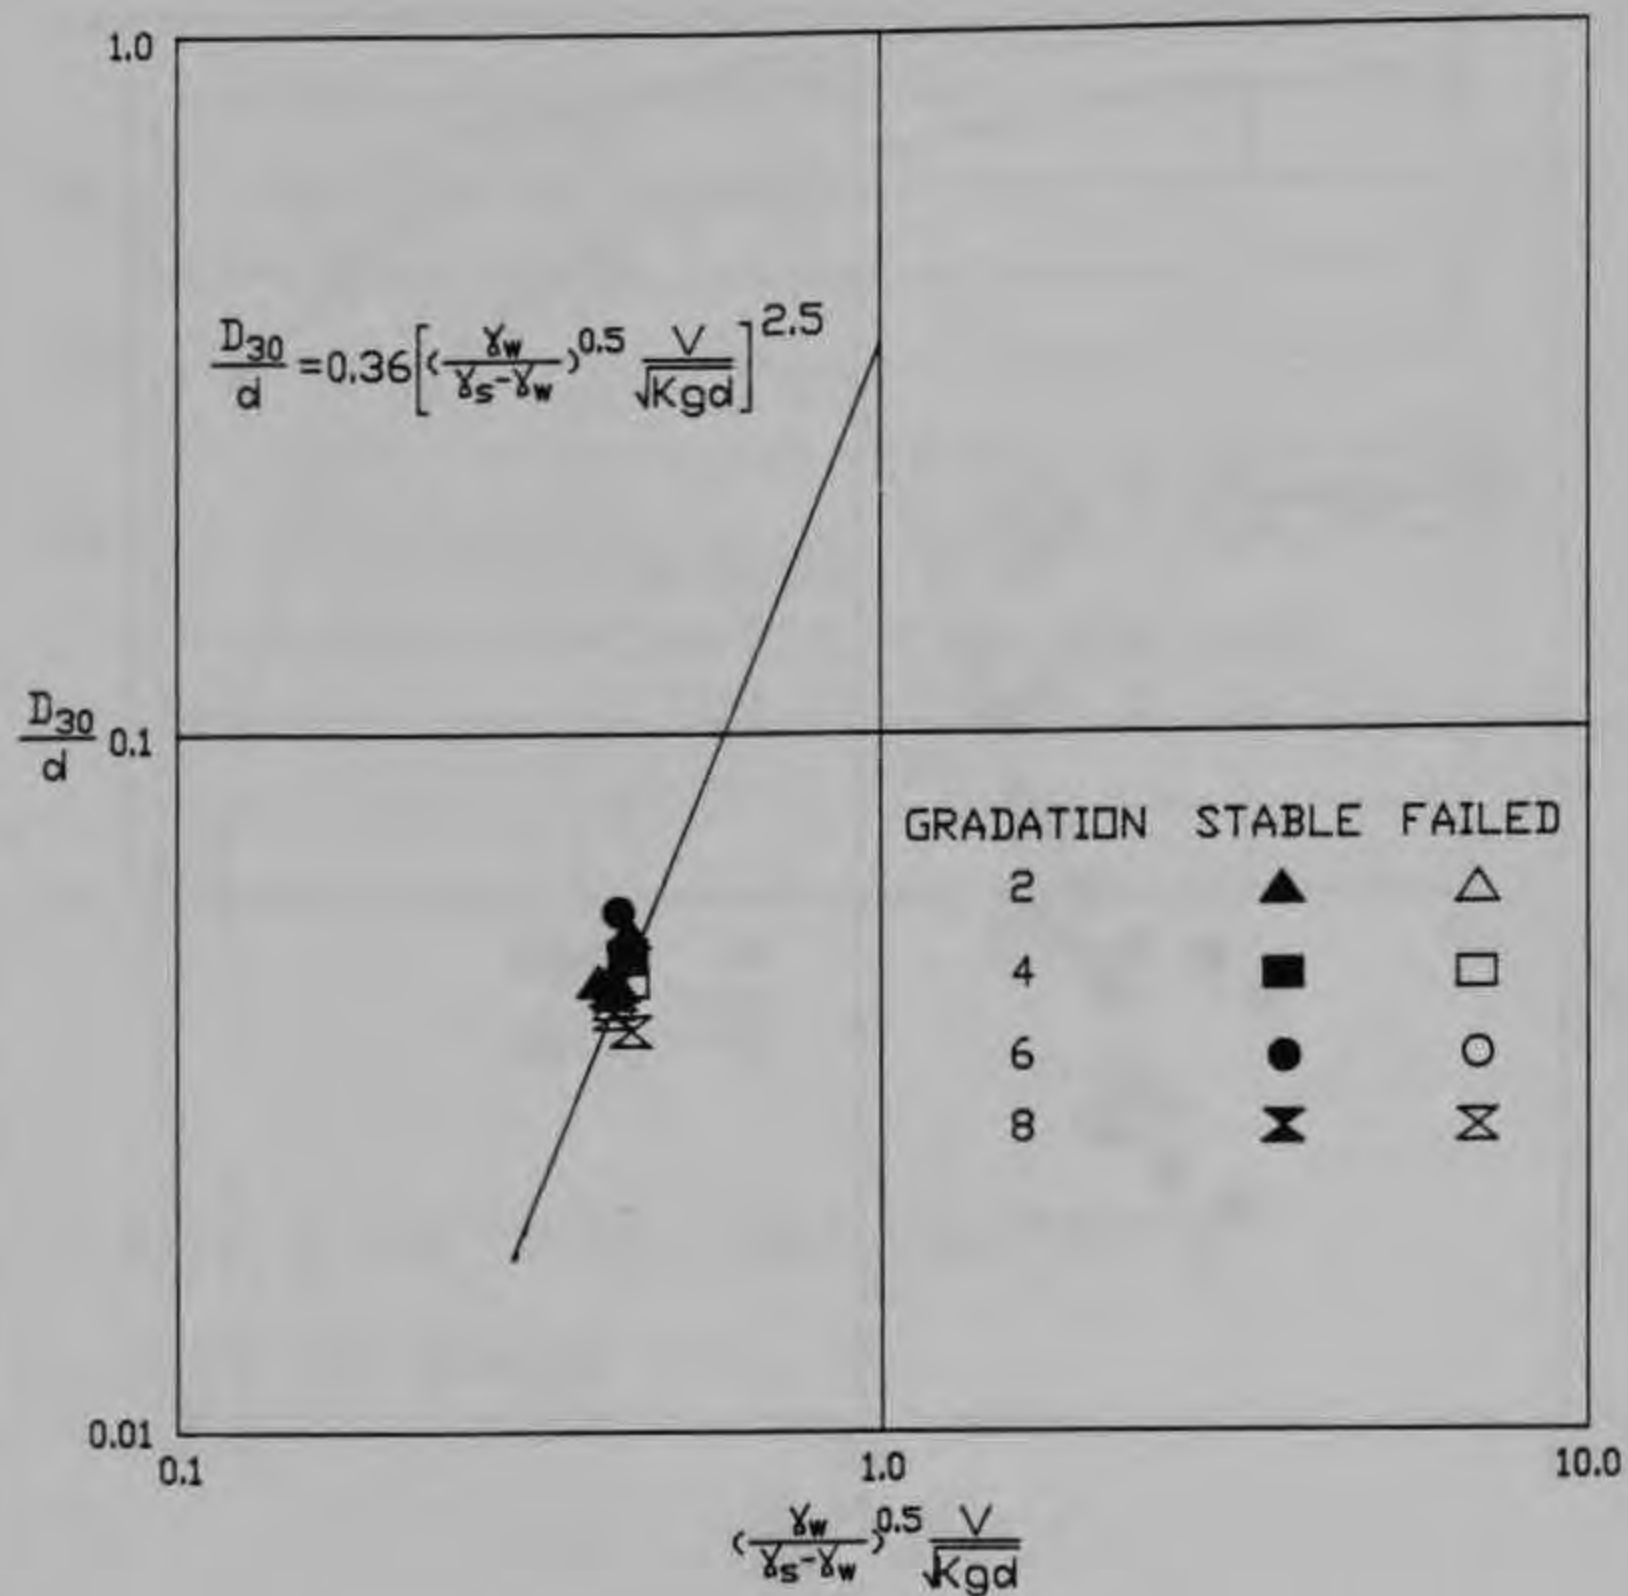 1.0
D30/d = 0.36[(γw/γs-γw)^0.5 V/√Kgd]^2.5
D30/d
0.1
GRADATION STABLE FAILED
2 ▲ △
4 ■ □
6 ● ○
8
0.01
0.1 1.0 10.0
(γw/γs-γw)^0.5 V/√Kgd